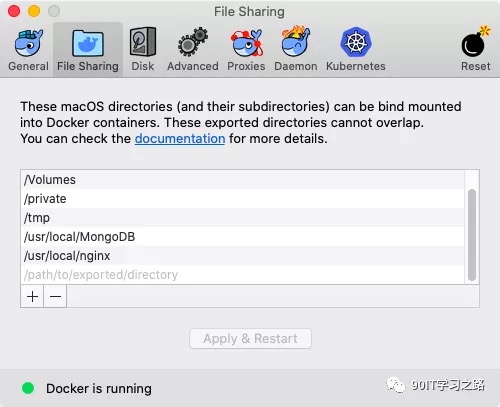 File Sharing
General File Sharing Disk Advanced Proxies Daemon Kubernetes Reset
These macOS directories (and their subdirectories) can be bind mounted
into Docker containers. These exported directories cannot overlap.
You can check the documentation for more details.
/Volumes
/private
/tmp
/usr/local/MongoDB
/usr/local/nginx
/path/to/exported/directory
+ −
Apply & Restart
Docker is running
90IT学习之路